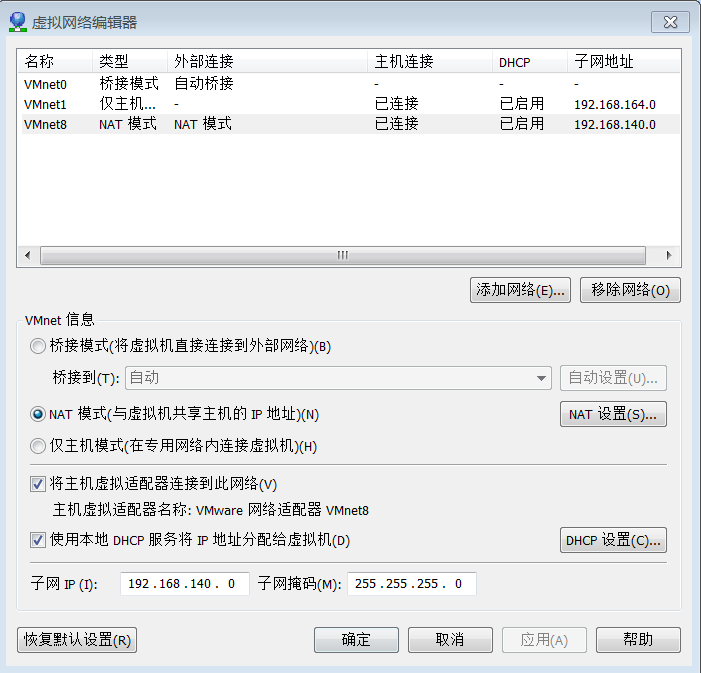 虚拟网络编辑器
名称 类型 外部连接 主机连接 DHCP 子网地址
VMnet0 桥接模式 自动桥接 - - -
VMnet1 仅主机... - 已连接 已启用 192.168.164.0
VMnet8 NAT 模式 NAT 模式 已连接 已启用 192.168.140.0
添加网络(E)... 移除网络(O)
VMnet 信息
桥接模式(将虚拟机直接连接到外部网络)(B)
桥接到(T): 自动 自动设置(U)...
NAT 模式(与虚拟机共享主机的 IP 地址)(N) NAT 设置(S)...
仅主机模式(在专用网络内连接虚拟机)(H)
将主机虚拟适配器连接到此网络(V)
主机虚拟适配器名称: VMware 网络适配器 VMnet8
使用本地 DHCP 服务将 IP 地址分配给虚拟机(D) DHCP 设置(C)...
子网 IP (I): 192 . 168 . 140 . 0 子网掩码(M): 255 . 255 . 255 . 0
恢复默认设置(R) 确定 取消 应用(A) 帮助